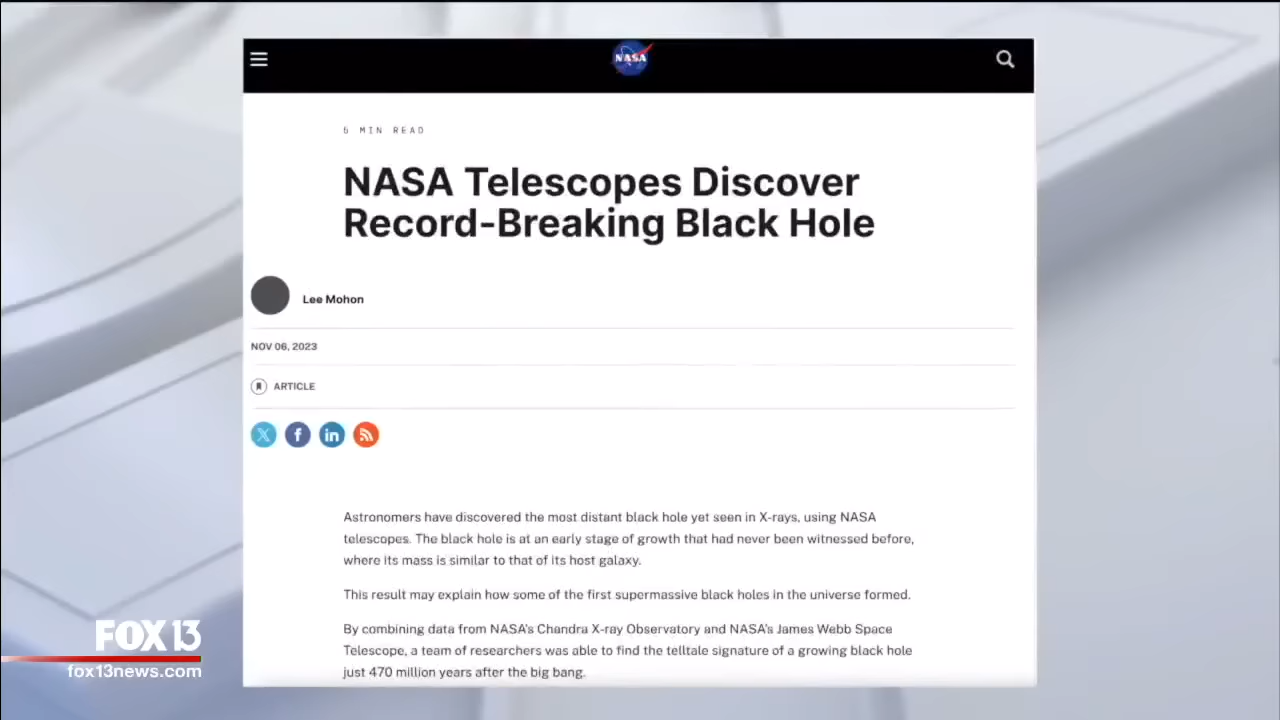 NASA
6 MIN READ
NASA Telescopes Discover
Record-Breaking Black Hole
Lee Mohon
NOV 06, 2023
ARTICLE
X f in
Astronomers have discovered the most distant black hole yet seen in X-rays, using NASA
telescopes. The black hole is at an early stage of growth that had never been witnessed before,
where its mass is similar to that of its host galaxy.
This result may explain how some of the first supermassive black holes in the universe formed.
By combining data from NASA's Chandra X-ray Observatory and NASA's James Webb Space
Telescope, a team of researchers was able to find the telltale signature of a growing black hole
just 470 million years after the big bang.
FOX 13
fox13news.com